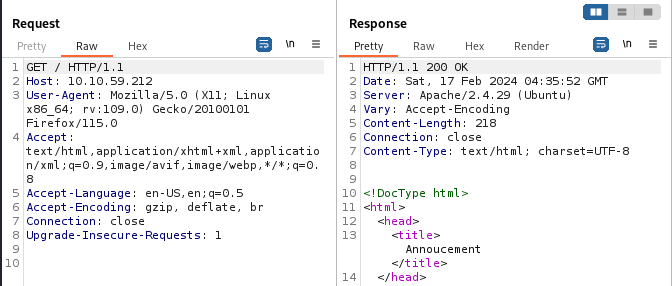 Request
Pretty Raw Hex
\n
1 GET / HTTP/1.1
2 Host: 10.10.59.212
3 User-Agent: Mozilla/5.0 (X11; Linux
x86_64; rv:109.0) Gecko/20100101
Firefox/115.0
4 Accept:
text/html,application/xhtml+xml,applicatio
n/xml;q=0.9,image/avif,image/webp,*/*;q=0.
8
5 Accept-Language: en-US,en;q=0.5
6 Accept-Encoding: gzip, deflate, br
7 Connection: close
8 Upgrade-Insecure-Requests: 1
9
10
Response
Pretty Raw Hex Render
\n
1 HTTP/1.1 200 OK
2 Date: Sat, 17 Feb 2024 04:35:52 GMT
3 Server: Apache/2.4.29 (Ubuntu)
4 Vary: Accept-Encoding
5 Content-Length: 218
6 Connection: close
7 Content-Type: text/html; charset=UTF-8
8
9
10 <!DocType html>
11 <html>
12 <head>
13 <title>
Annoucement
</title>
14 </head>